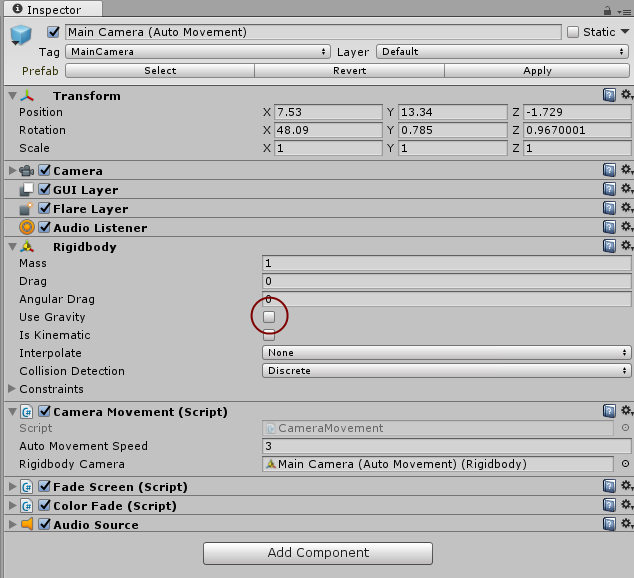 Inspector
Main Camera (Auto Movement) Static
Tag MainCamera Layer Default
Prefab Select Revert Apply
Transform
Position X 7.53 Y 13.34 Z -1.729
Rotation X 48.09 Y 0.785 Z 0.9670001
Scale X 1 Y 1 Z 1
Camera
GUI Layer
Flare Layer
Audio Listener
Rigidbody
Mass 1
Drag 0
Angular Drag 0
Use Gravity
Is Kinematic
Interpolate None
Collision Detection Discrete
Constraints
Camera Movement (Script)
Script CameraMovement
Auto Movement Speed 3
Rigidbody Camera Main Camera (Auto Movement) (Rigidbody)
Fade Screen (Script)
Color Fade (Script)
Audio Source
Add Component